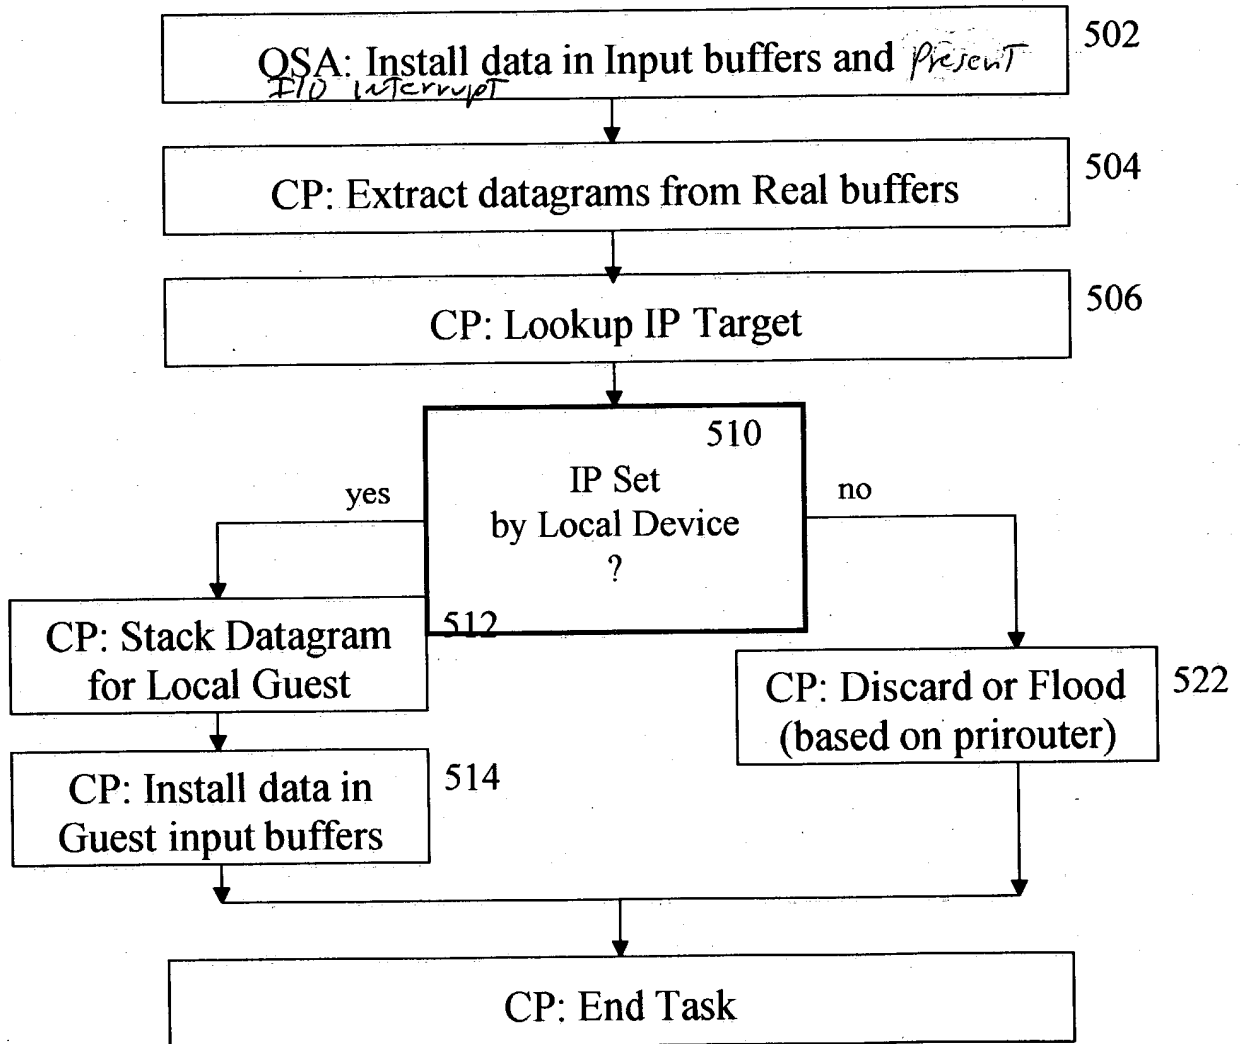 OSA: Install data in Input buffers and Present
I/O Interrupt
502
CP: Extract datagrams from Real buffers
504
CP: Lookup IP Target
506
510
IP Set
by Local Device
?
yes
no
CP: Stack Datagram
for Local Guest
512
CP: Discard or Flood
(based on prirouter)
522
CP: Install data in
Guest input buffers
514
CP: End Task